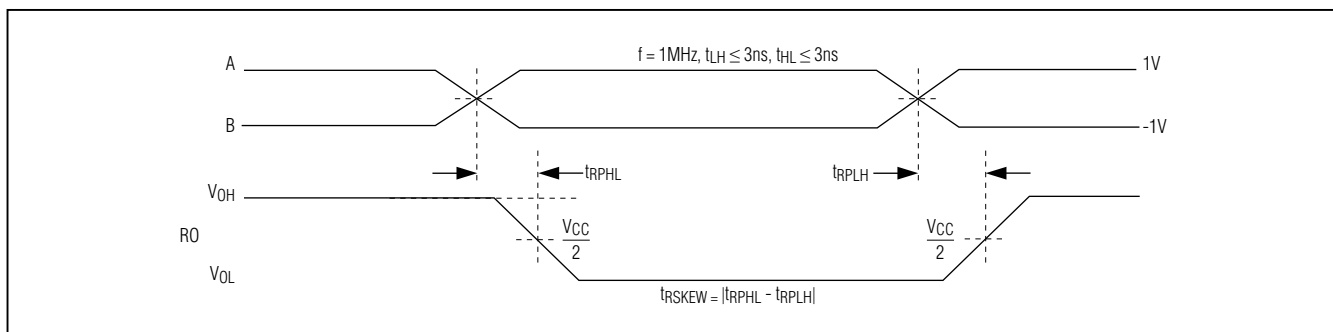 f = 1MHz, tLH ≤ 3ns, tHL ≤ 3ns
A
1V
B
-1V
tRPHL
tRPLH
VOH
RO
VCC
2
VCC
2
VOL
tRSKEW = |tRPHL - tRPLH|